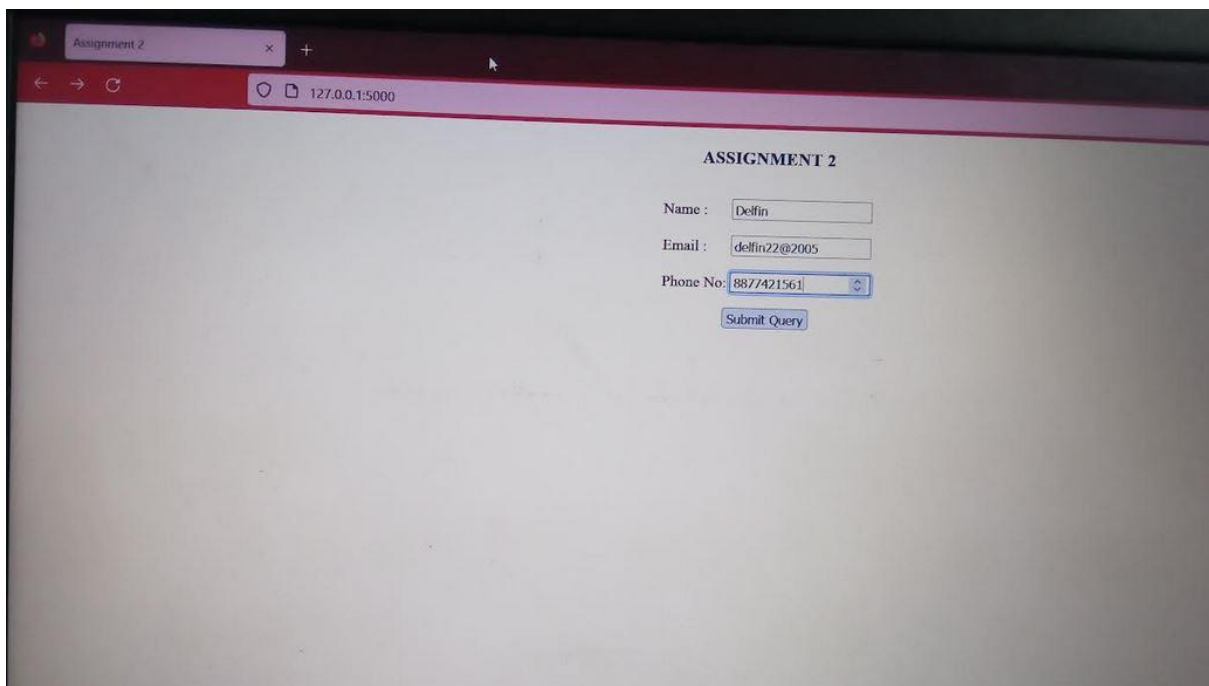 Assignment 2
127.0.0.1:5000
ASSIGNMENT 2
Name : Delfin
Email : delfin22@2005
Phone No: 8877421561
Submit Query